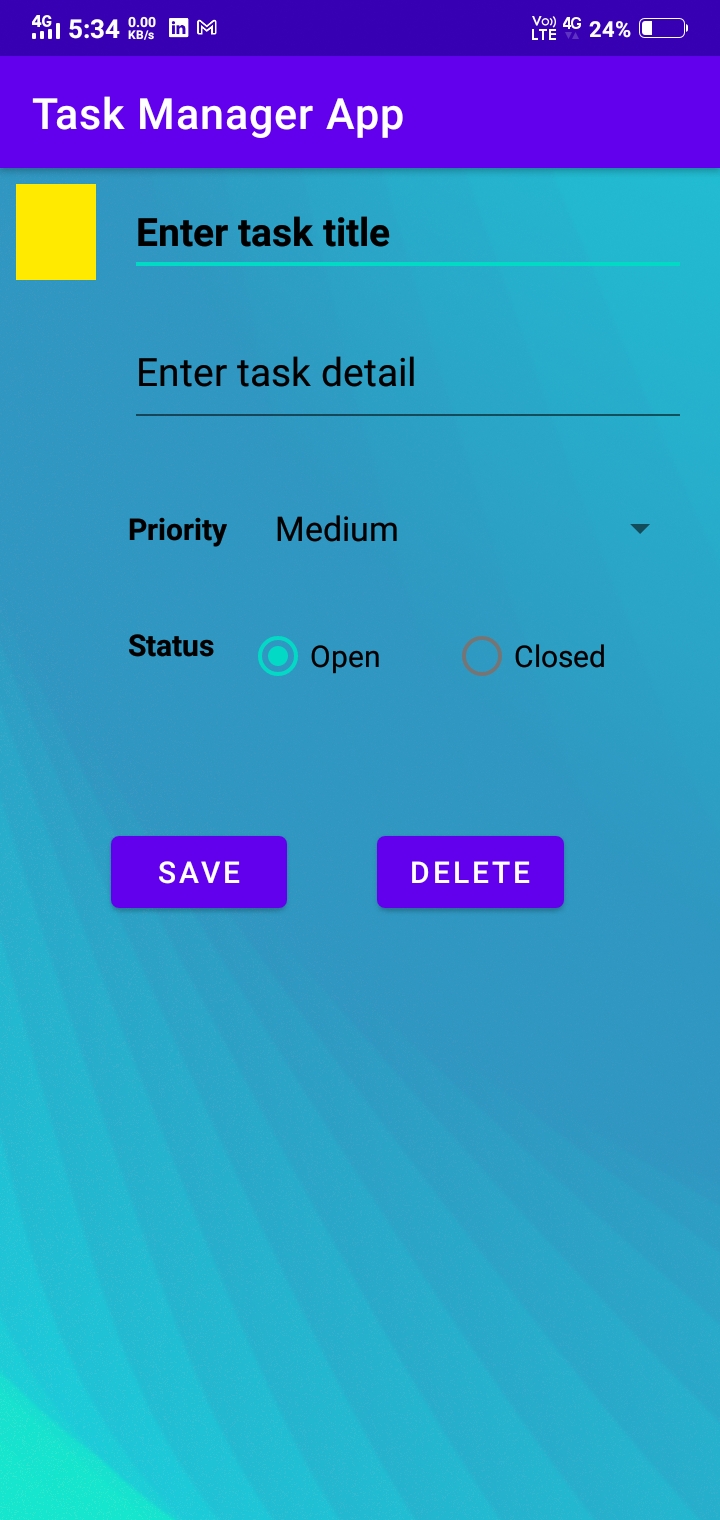 4G 5:34 0.00 KB/s in M Vo)) LTE 4G 24%
Task Manager App
Enter task title
Enter task detail
Priority Medium
Status Open Closed
SAVE DELETE